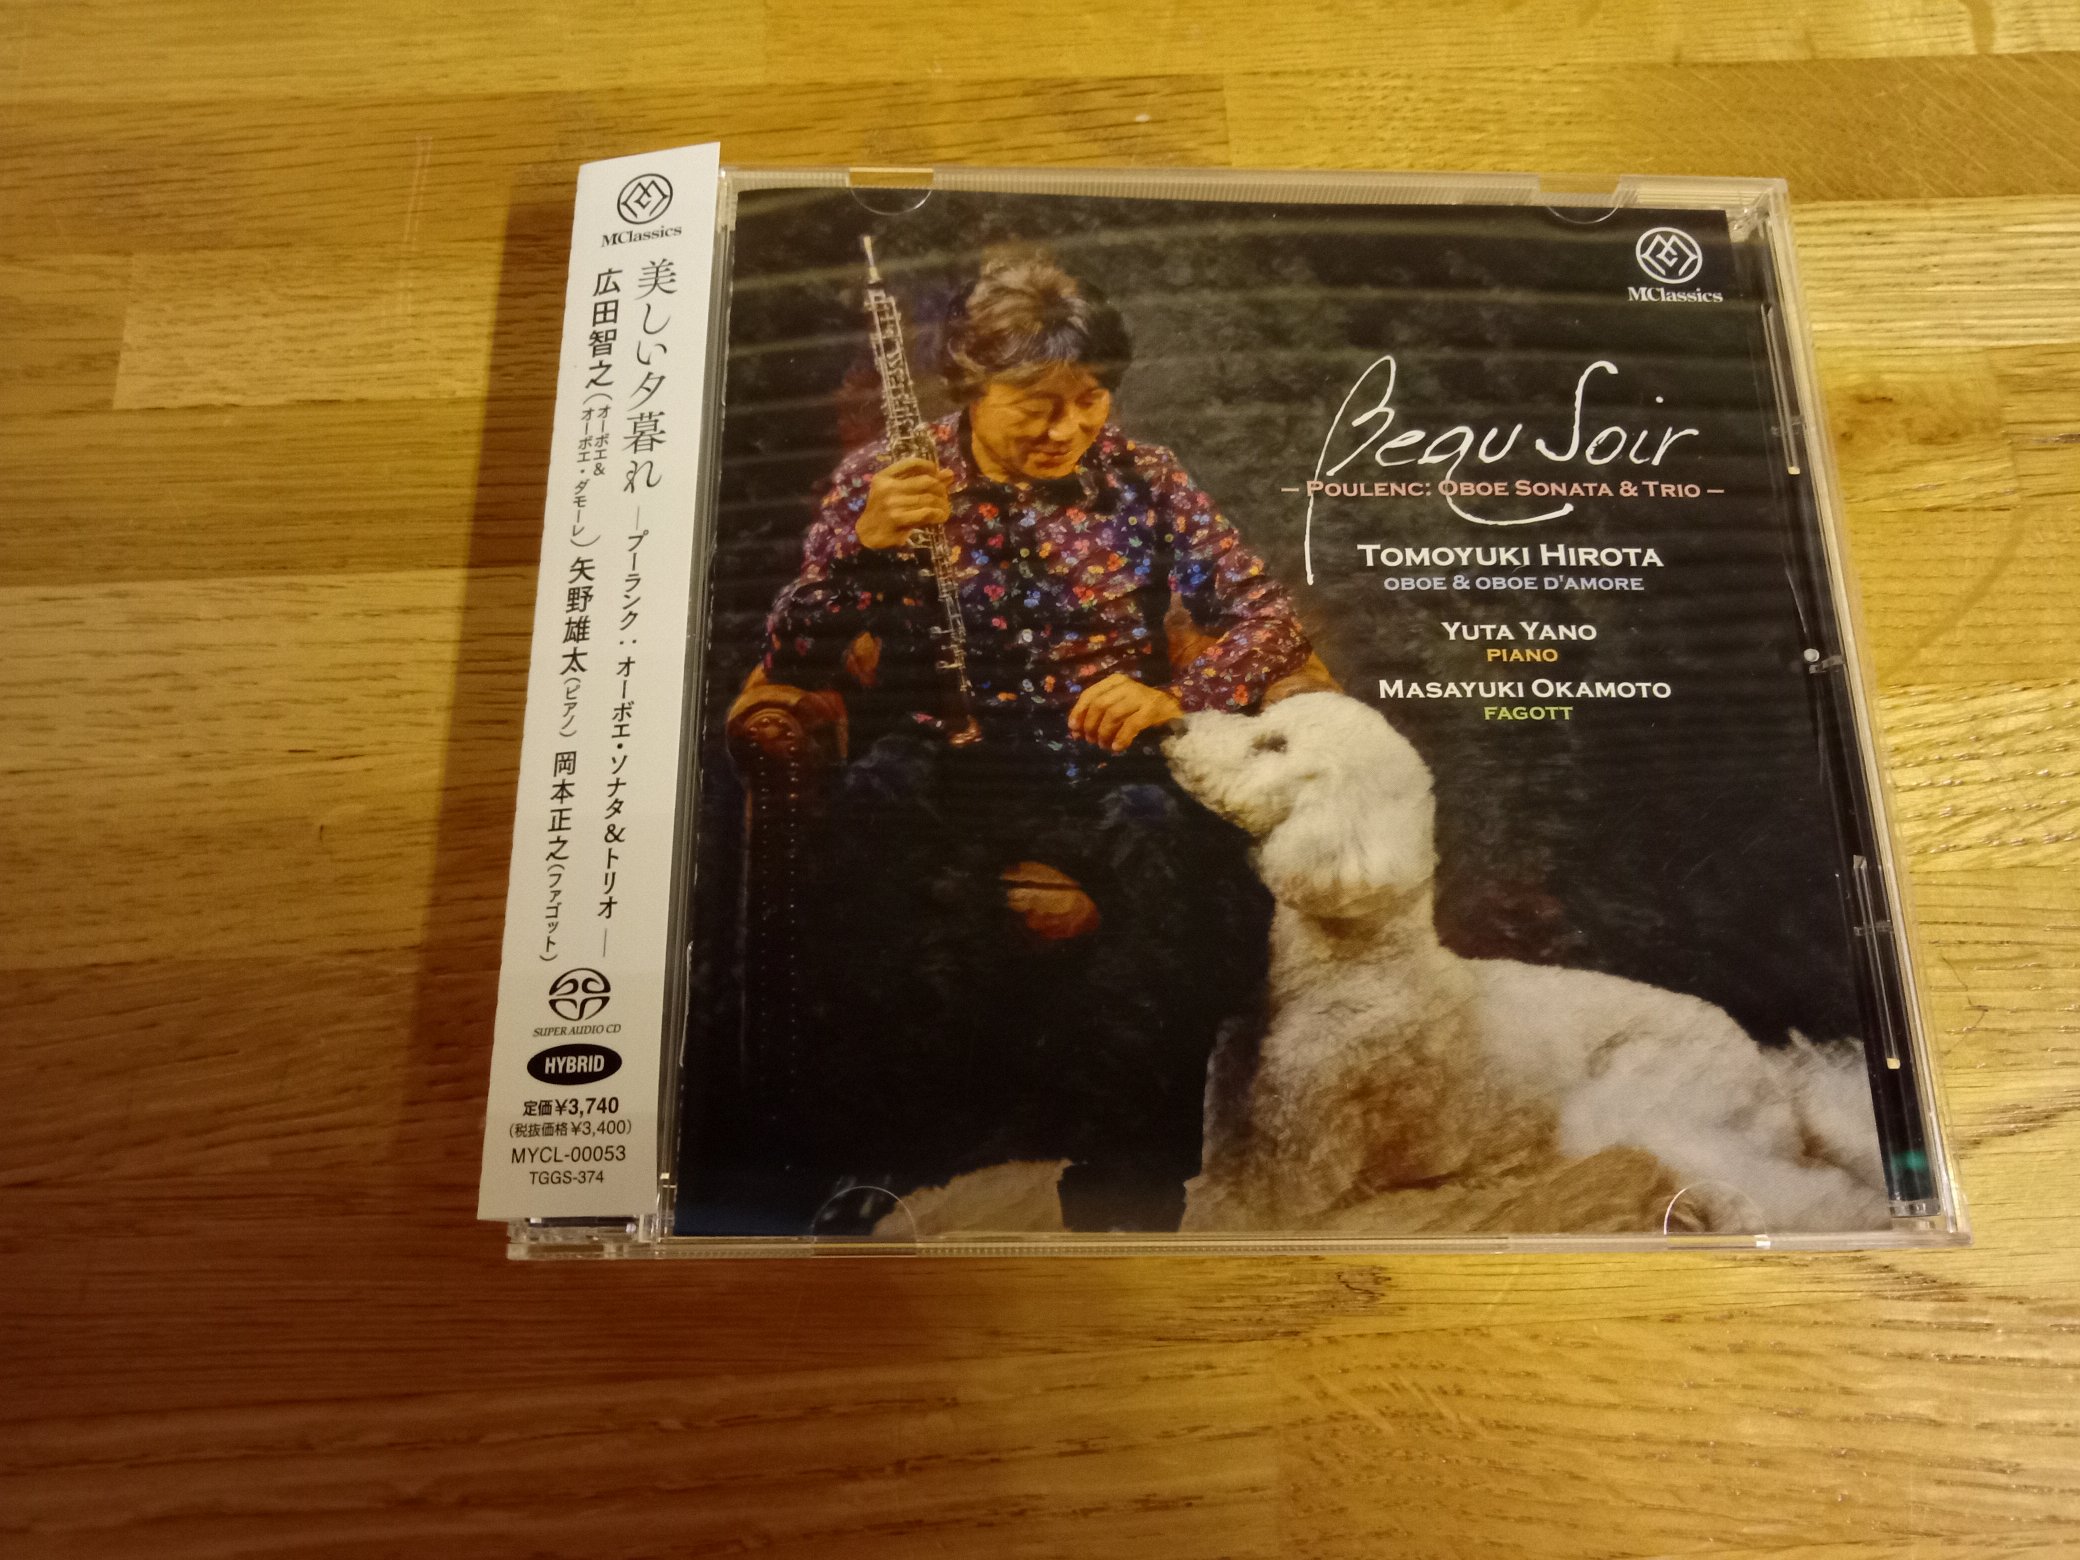 MClassics
美しい夕暮れ ―プーランク：オーボエ・ソナタ&トリオ―
広田智之(オーボエ&オーボエ・ダモーレ) 矢野雄太(ピアノ) 岡本正之(ファゴット)
SUPER AUDIO CD
HYBRID
定価¥3,740
(税抜価格¥3,400)
MYCL-00053
TGGS-374
MClassics
Beau Soir
– POULENC: OBOE SONATA & TRIO –
TOMOYUKI HIROTA
OBOE & OBOE D'AMORE
YUTA YANO
PIANO
MASAYUKI OKAMOTO
FAGOTT